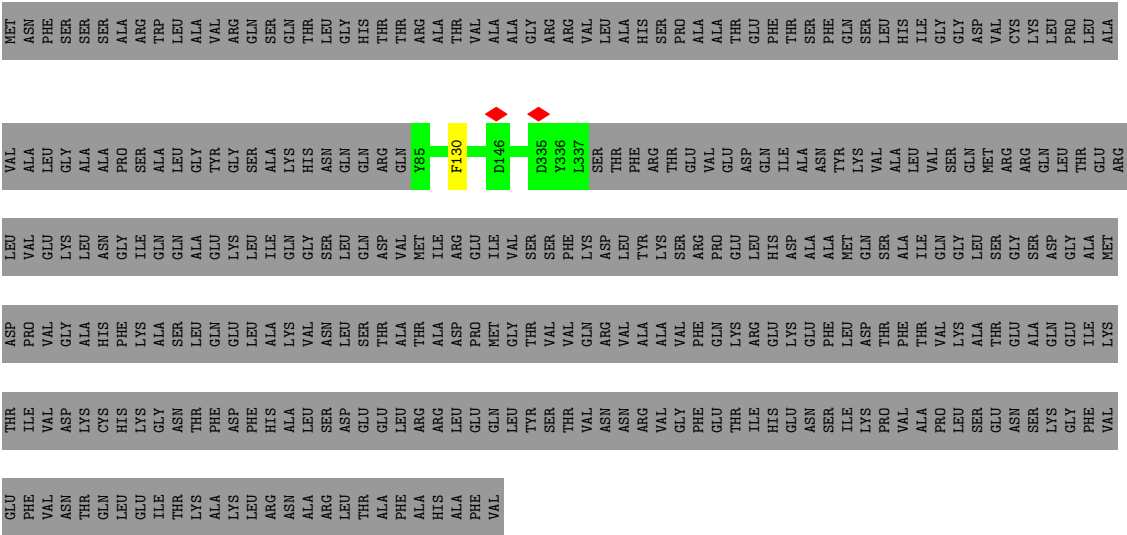 MET ASN PHE SER SER SER ALA ARG TRP LEU ALA VAL ARG GLN SER GLN THR LEU GLY HIS THR THR ARG ALA THR VAL ALA ALA GLY ARG ARG VAL LEU ALA HIS SER PRO ALA ALA THR GLU PHE THR SER PHE GLN SER LEU HIS ILE GLY GLY ASP VAL CYS LYS LEU PRO LEU ALA
VAL ALA LEU GLY ALA ALA PRO SER ALA LEU GLY TYR GLY SER ALA LYS HIS ASN GLN GLN ARG GLN Y85 F130 D146 D335 Y336 L337 SER THR PHE ARG THR GLU VAL GLU ASP GLN ILE ALA ASN TYR LYS VAL ALA LEU VAL SER GLN MET ARG ARG GLN LEU THR GLU ARG
LEU VAL GLU LYS LEU ASN GLY ILE GLN GLN ALA GLU LYS LEU ILE GLN GLY SER LEU GLN ASP VAL MET ILE ARG GLU ILE VAL SER SER PHE LYS ASP LEU TYR LYS SER ARG PRO GLU LEU HIS ASP ALA ALA MET GLN SER ALA ILE GLN GLY LEU SER GLY SER ASP GLY ALA MET
ASP PRO VAL GLY ALA HIS PHE LYS ALA SER LEU GLN GLU LEU ALA LYS VAL ASN LEU SER THR ALA THR ALA ASP PRO MET GLY THR VAL VAL GLN ARG VAL ALA ALA VAL PHE GLN LYS ARG GLU LYS GLU PHE LEU ASP THR PHE THR VAL LYS ALA THR GLU ALA GLN GLU ILE LYS
THR ILE VAL ASP LYS CYS HIS LYS GLY ASN THR PHE ASP PHE HIS ALA LEU SER ASP GLU GLU LEU ARG ARG LEU GLU GLN LEU TYR SER THR VAL ASN ASN ARG VAL GLY PHE GLU THR ILE HIS GLU ASN SER ILE LYS PRO VAL ALA PRO LEU SER GLU ASN SER LYS GLY PHE VAL
GLU PHE VAL ASN THR GLN LEU GLU ILE THR LYS ALA LYS LEU ARG ASN ALA ARG LEU THR ALA PHE ALA HIS ALA PHE VAL